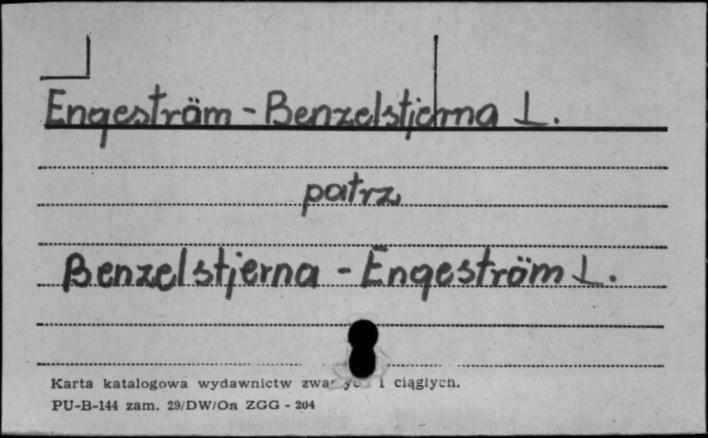 Engeström - Benzelstjerna L.
patrz
Benzelstjerna - Engeström L.
Karta katalogowa wydawnictw i ciągłych.
PU-B-144 zam. 29/DW/On ZGG - 204